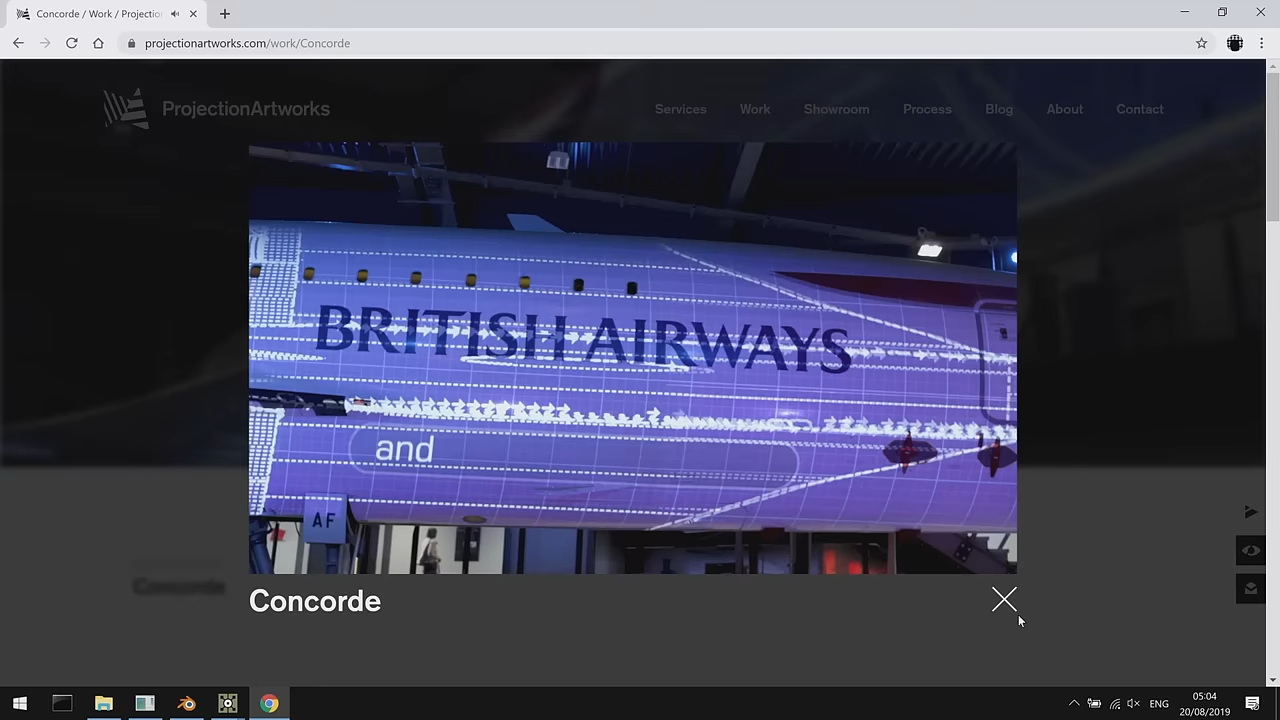 Concorde / Work / Projectio
projectionartworks.com/work/Concorde
ProjectionArtworks
Services Work Showroom Process Blog About Contact
BRITISH AIRWAYS
and
AF
Concorde
Concorde
05:04
ENG
20/08/2019